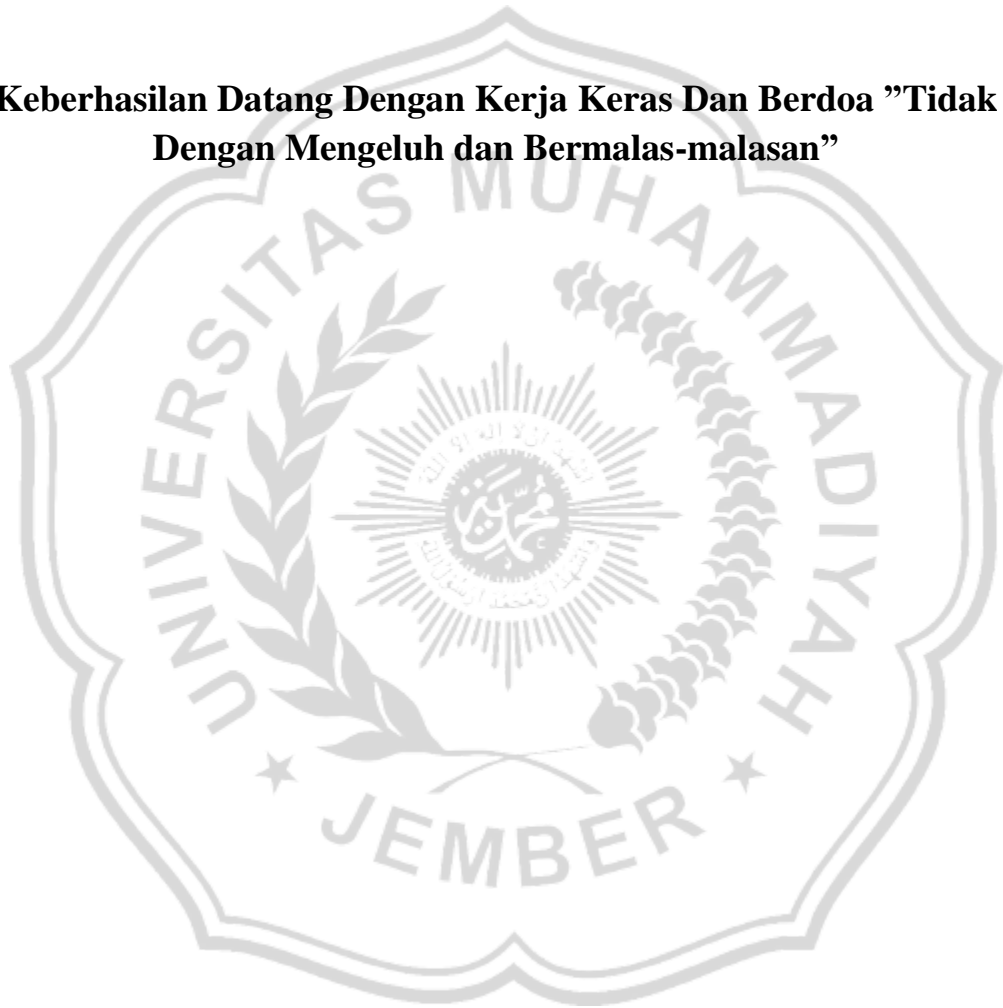 Keberhasilan Datang Dengan Kerja Keras Dan Berdoa ”Tidak
Dengan Mengeluh dan Bermalas-malasan”
UNIVERSITAS MUHAMMADIYAH
JEMBER